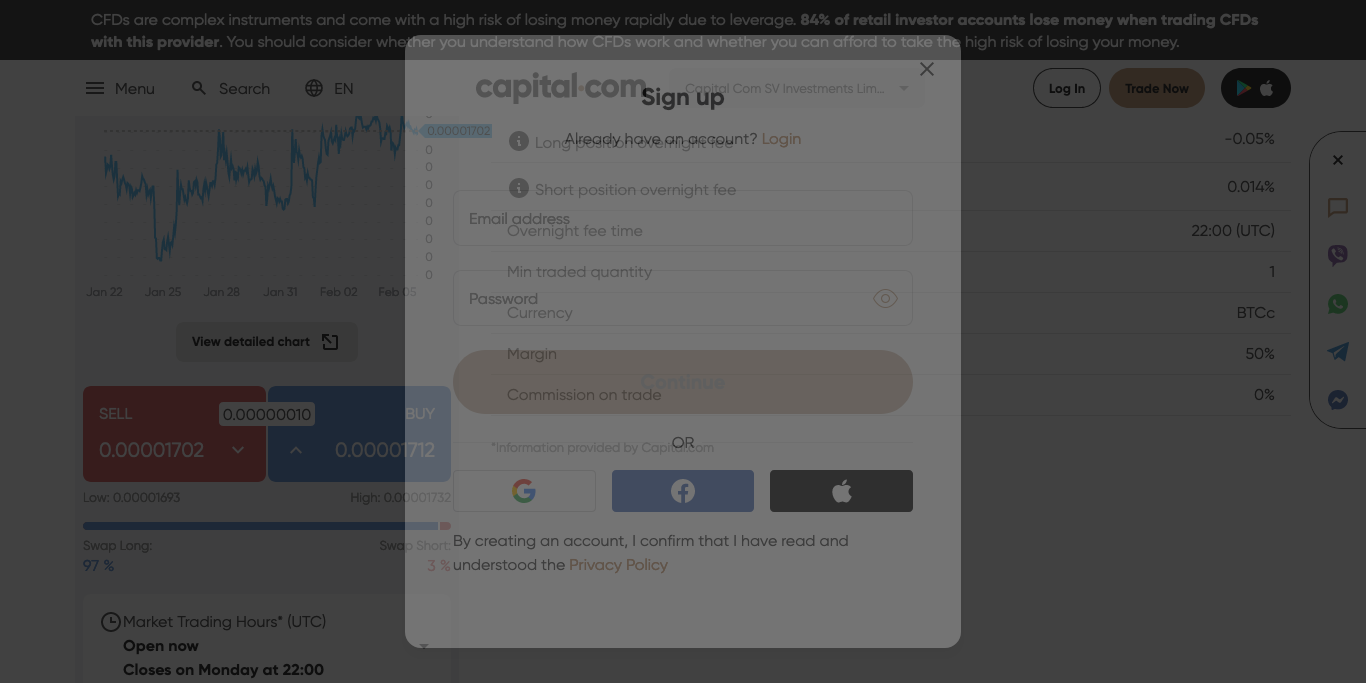 CFDs are complex instruments and come with a high risk of losing money rapidly due to leverage. 84% of retail investor accounts lose money when trading CFDs
with this provider. You should consider whether you understand how CFDs work and whether you can afford to take the high risk of losing your money.
Menu
Search
EN
capital.com
Capital Com SV Investments Lim...
Log In
Trade Now
Sign up
Already have an account? Login
0.00001702
0
0
0
0
0
0
0
0
Jan 22
Jan 25
Jan 28
Jan 31
Feb 02
Feb 05
View detailed chart
SELL
0.00000010
BUY
0.00001702
0.00001712
Low: 0.00001693
High: 0.00001732
Swap Long:
Swap Short:
97 %
3 %
Market Trading Hours* (UTC)
Open now
Closes on Monday at 22:00
Long position overnight fee
-0.05%
Short position overnight fee
0.014%
Overnight fee time
22:00 (UTC)
Min traded quantity
1
Currency
BTCc
Margin
50%
Commission on trade
0%
*Information provided by Capital.com
Email address
Password
Continue
OR
By creating an account, I confirm that I have read and
understood the Privacy Policy